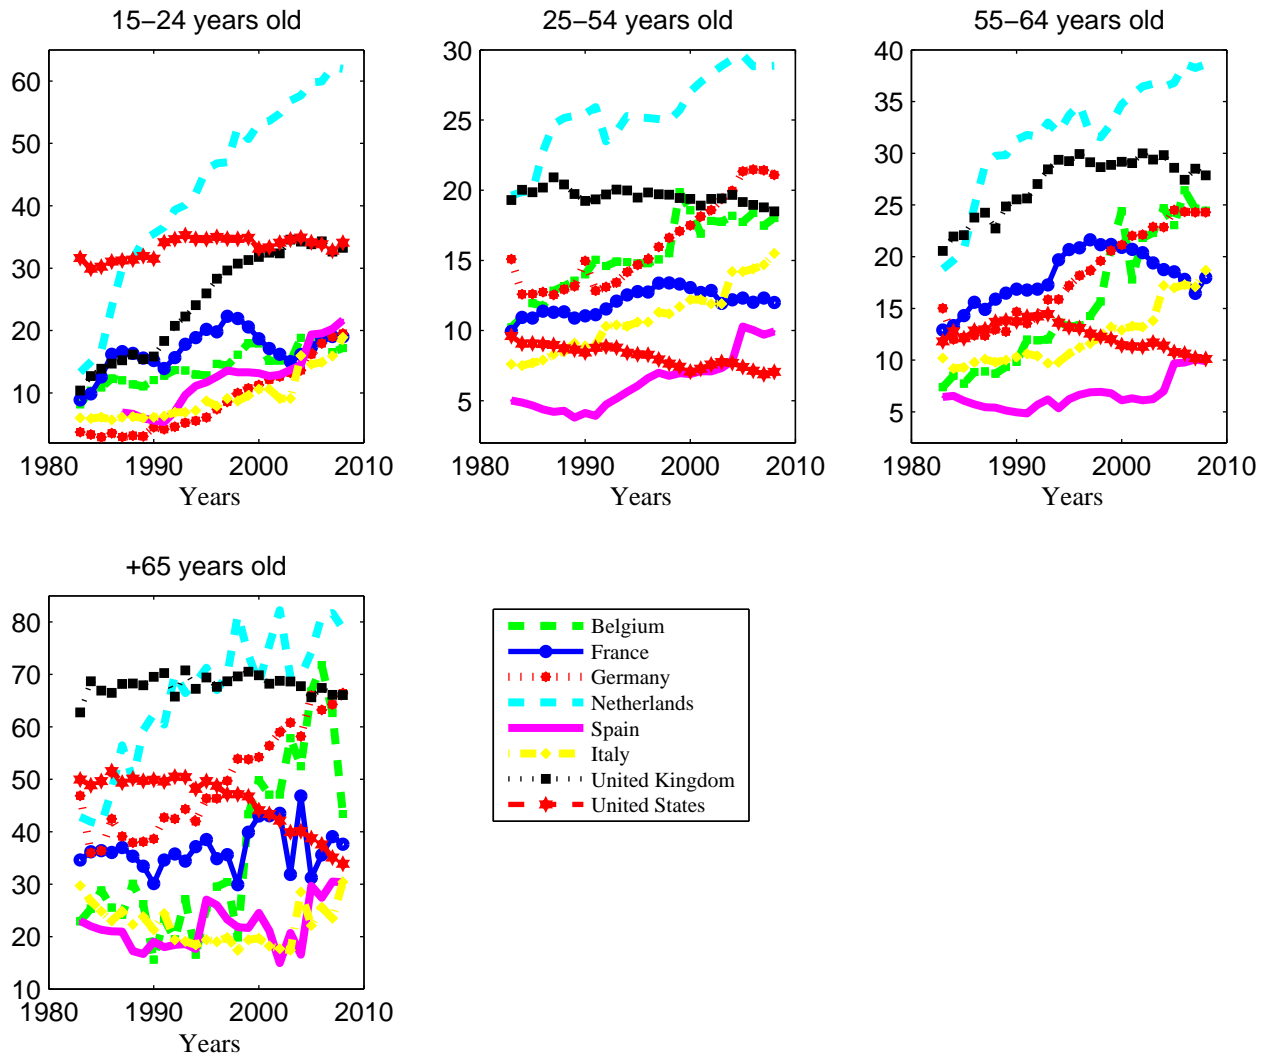 15−24 years old
25−54 years old
55−64 years old
60
50
40
30
20
10
1980 1990 2000 2010
Years
30
25
20
15
10
5
1980 1990 2000 2010
Years
40
35
30
25
20
15
10
5
1980 1990 2000 2010
Years
+65 years old
80
70
60
50
40
30
20
10
1980 1990 2000 2010
Years
Belgium
France
Germany
Netherlands
Spain
Italy
United Kingdom
United States